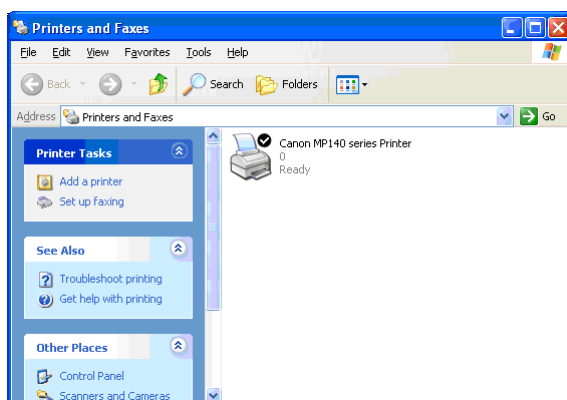 Printers and Faxes
File Edit View Favorites Tools Help
Back Search Folders
Address Printers and Faxes Go
Printer Tasks
Add a printer
Set up faxing
See Also
Troubleshoot printing
Get help with printing
Other Places
Control Panel
Scanners and Cameras
Canon MP140 series Printer
0
Ready